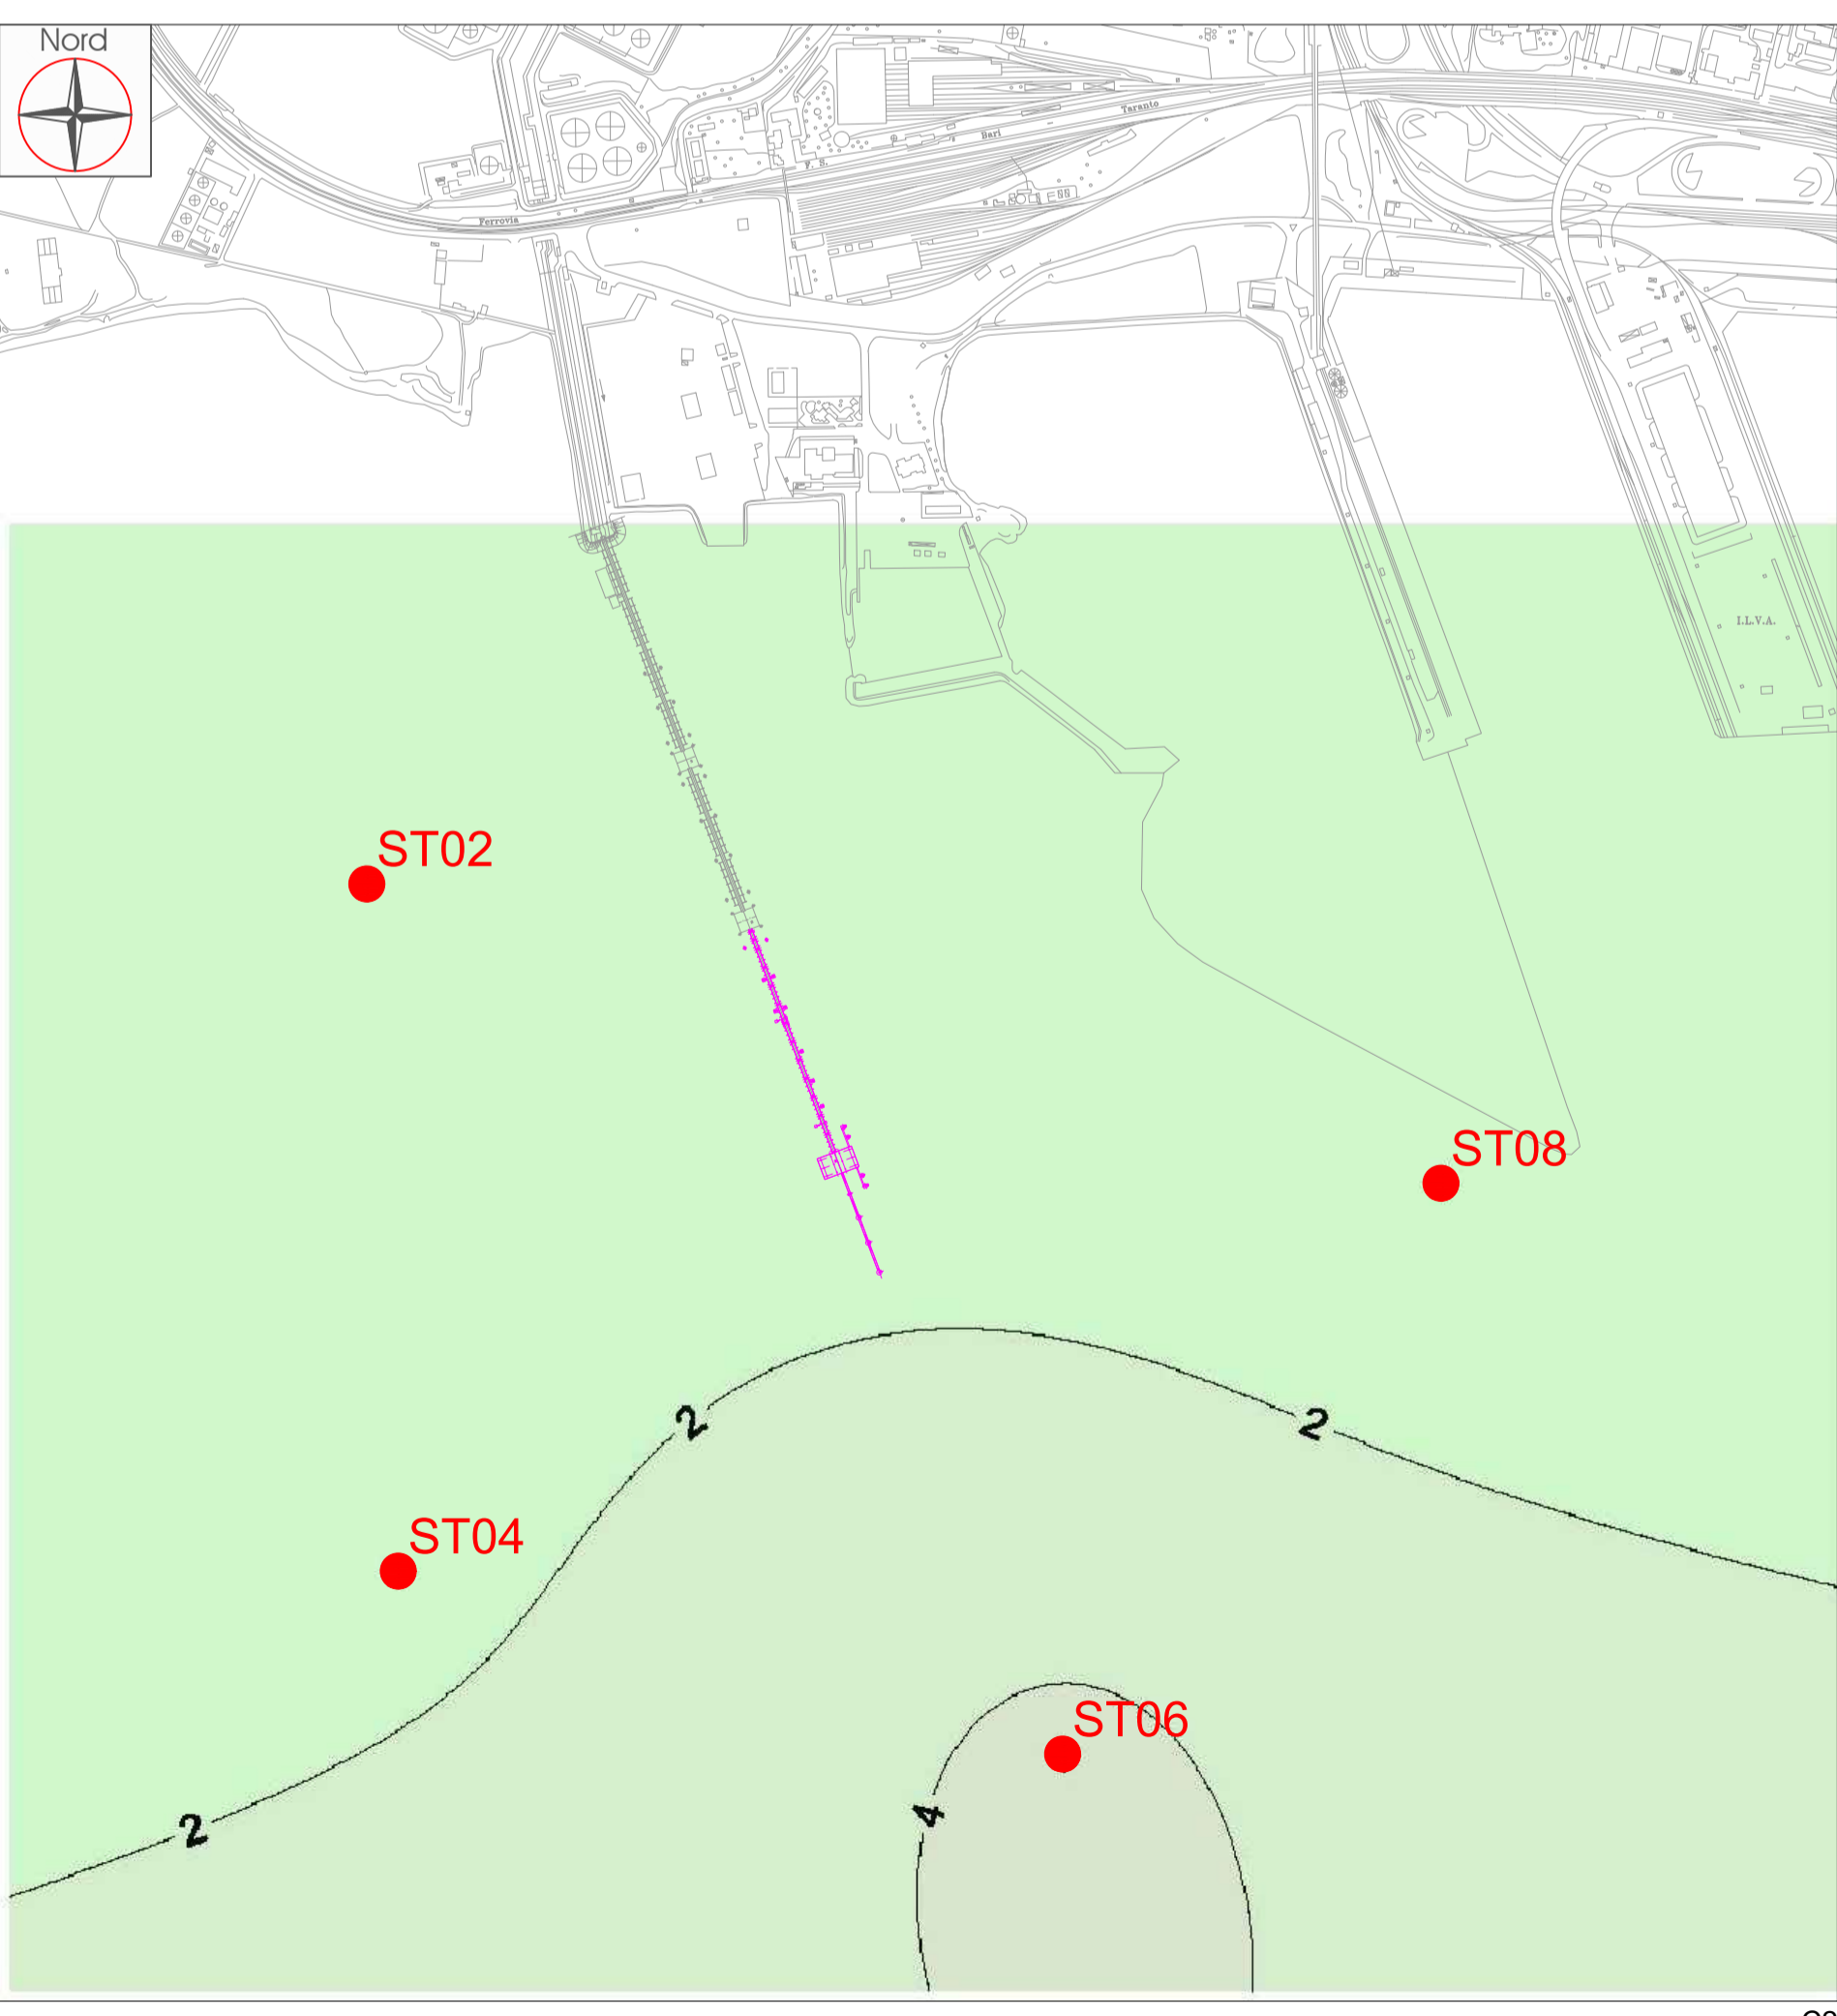 Nord
Taranto
Bari
F. S.
Ferrovia
I.L.V.A.
ST02
ST08
2
2
ST04
ST06
4
2